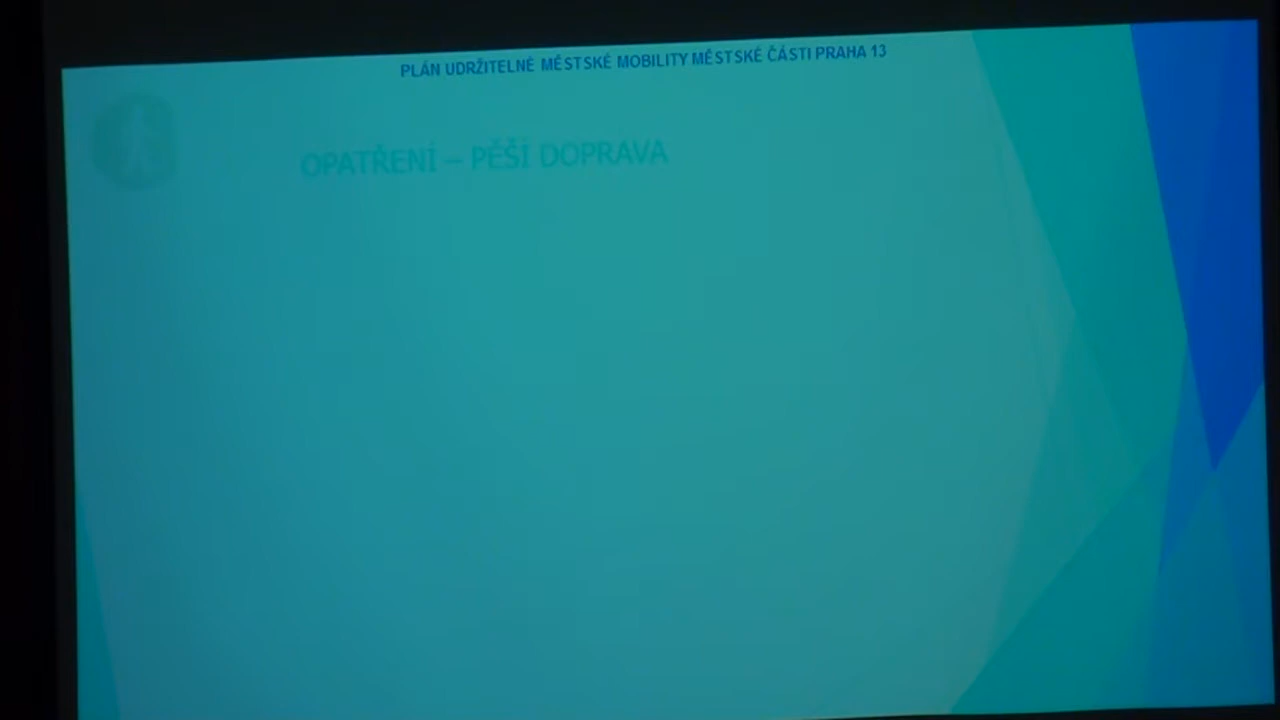 PLÁN UDRŽITELNÉ MĚSTSKÉ MOBILITY MĚSTSKÉ ČÁSTI PRAHA 13
OPATŘENÍ – PĚŠÍ DOPRAVA